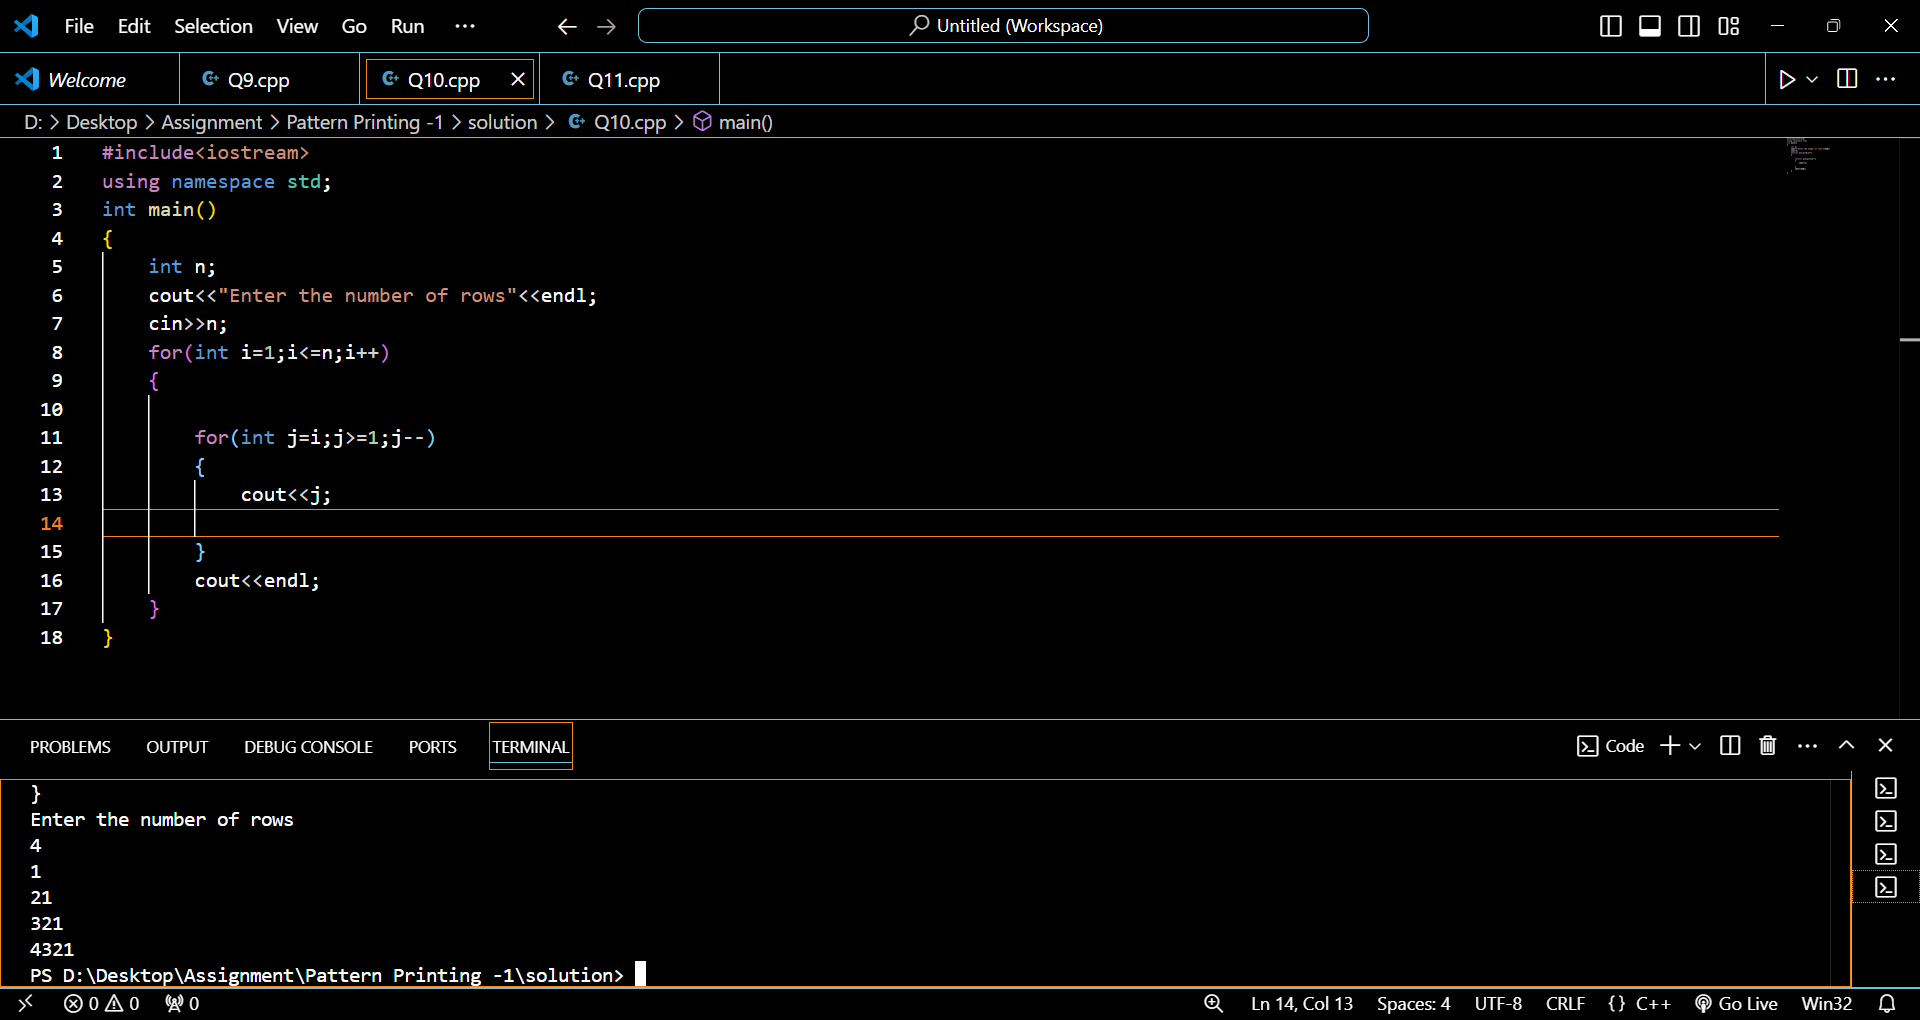 File Edit Selection View Go Run ··· Untitled (Workspace)
Welcome Q9.cpp Q10.cpp Q11.cpp
D: > Desktop > Assignment > Pattern Printing -1 > solution > Q10.cpp > main()
1 #include<iostream>
2 using namespace std;
3 int main()
4 {
5 int n;
6 cout<<"Enter the number of rows"<<endl;
7 cin>>n;
8 for(int i=1;i<=n;i++)
9 {
10
11 for(int j=i;j>=1;j--)
12 {
13 cout<<j;
14
15 }
16 cout<<endl;
17 }
18 }
PROBLEMS OUTPUT DEBUG CONSOLE PORTS TERMINAL Code
}
Enter the number of rows
4
1
21
321
4321
PS D:\Desktop\Assignment\Pattern Printing -1\solution>
0 0 0 Ln 14, Col 13 Spaces: 4 UTF-8 CRLF {} C++ Go Live Win32